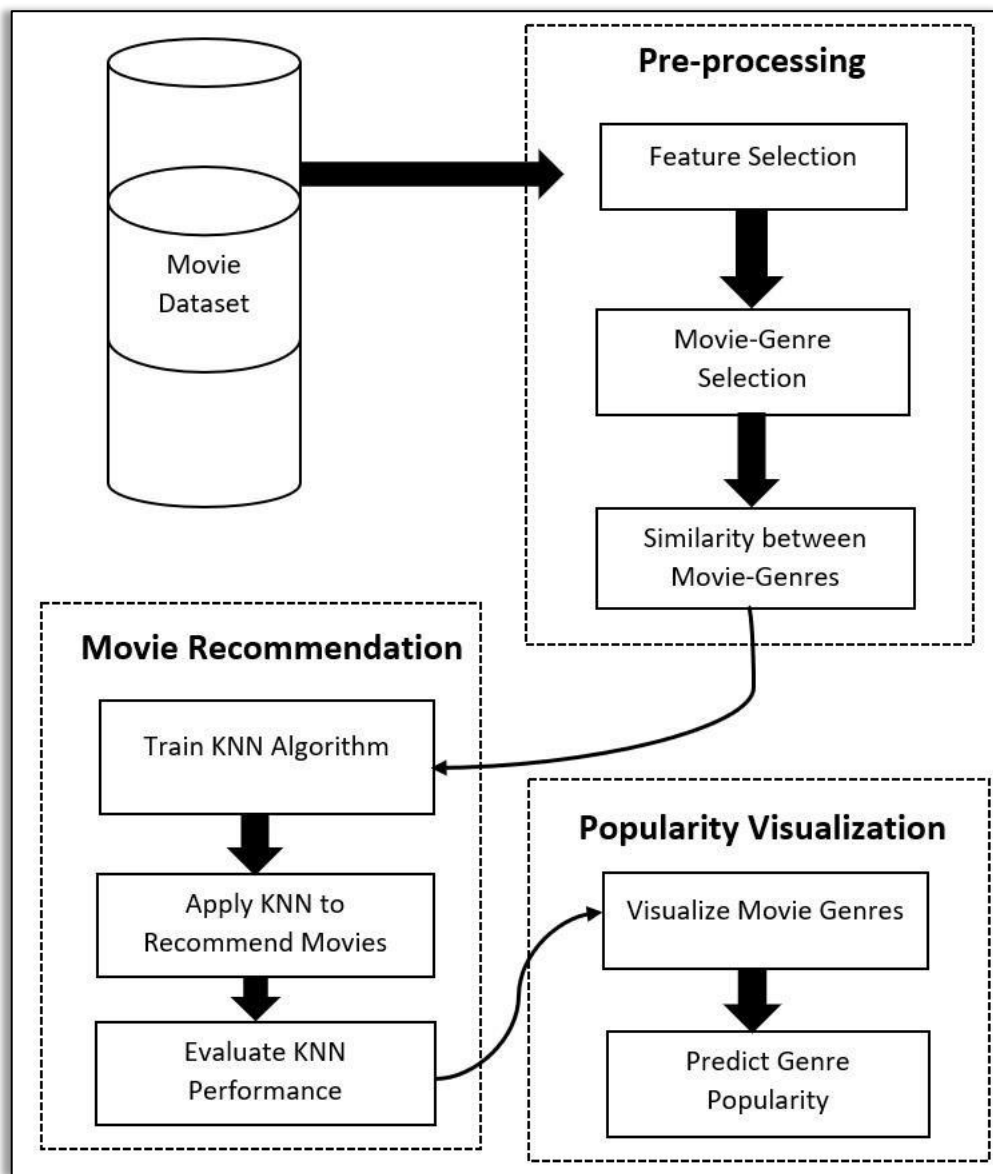 Movie
Dataset
Pre-processing
Feature Selection
Movie-Genre
Selection
Similarity between
Movie-Genres
Movie Recommendation
Train KNN Algorithm
Apply KNN to
Recommend Movies
Evaluate KNN
Performance
Popularity Visualization
Visualize Movie Genres
Predict Genre
Popularity